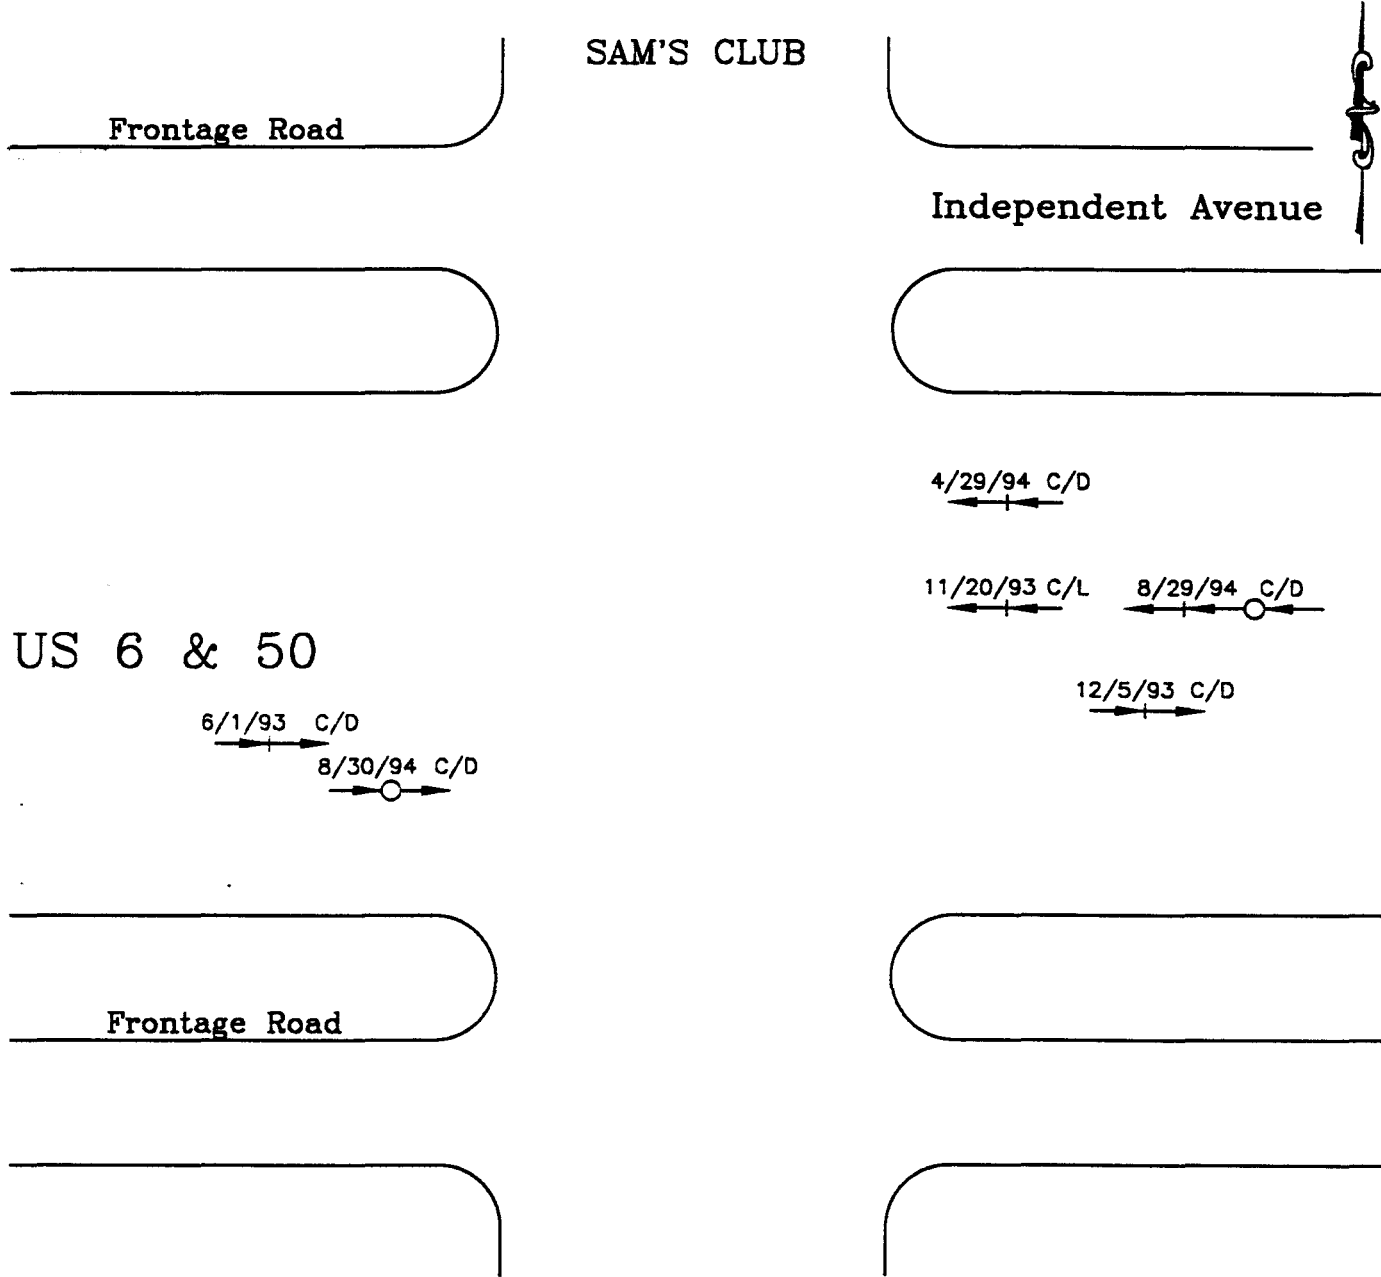 SAM'S CLUB
Frontage Road
Independent Avenue
4/29/94 C/D
11/20/93 C/L 8/29/94 C/D
US 6 & 50
12/5/93 C/D
6/1/93 C/D
8/30/94 C/D
Frontage Road